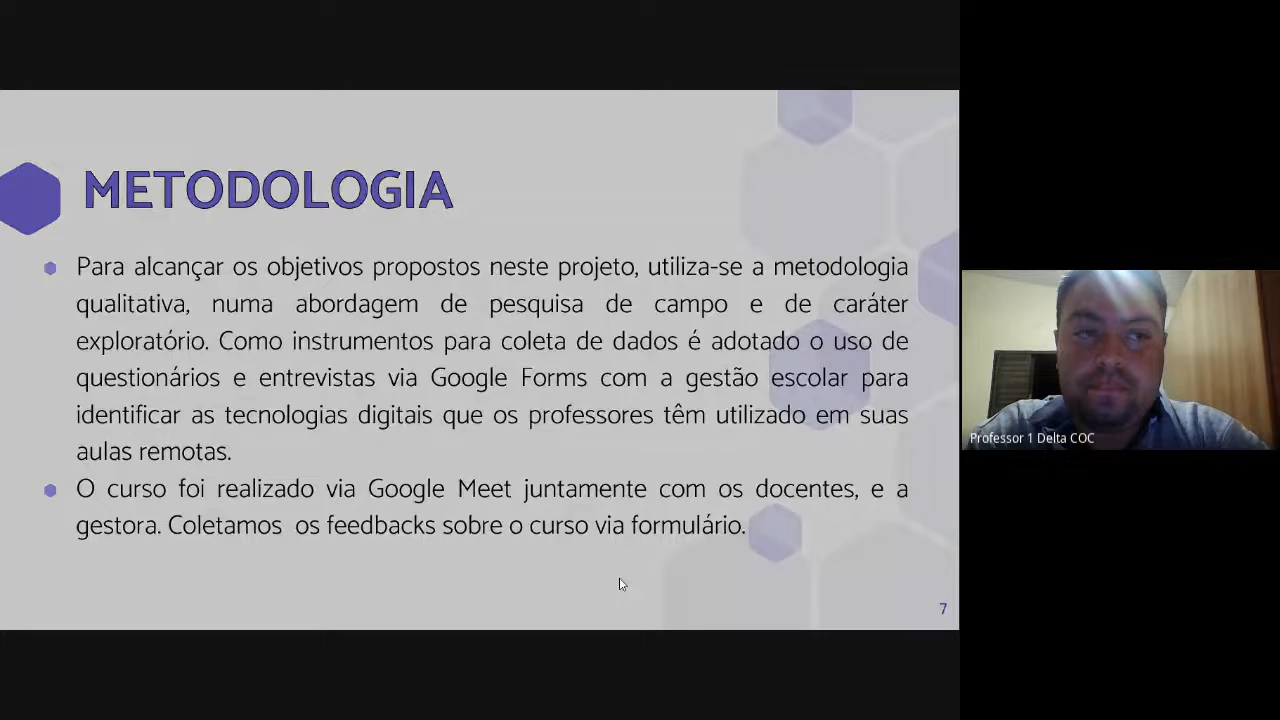 METODOLOGIA
Para alcançar os objetivos propostos neste projeto, utiliza-se a metodologia
qualitativa, numa abordagem de pesquisa de campo e de caráter
exploratório. Como instrumentos para coleta de dados é adotado o uso de
questionários e entrevistas via Google Forms com a gestão escolar para
identificar as tecnologias digitais que os professores têm utilizado em suas
aulas remotas.
O curso foi realizado via Google Meet juntamente com os docentes, e a
gestora. Coletamos  os feedbacks sobre o curso via formulário.
7
Professor 1 Delta COC